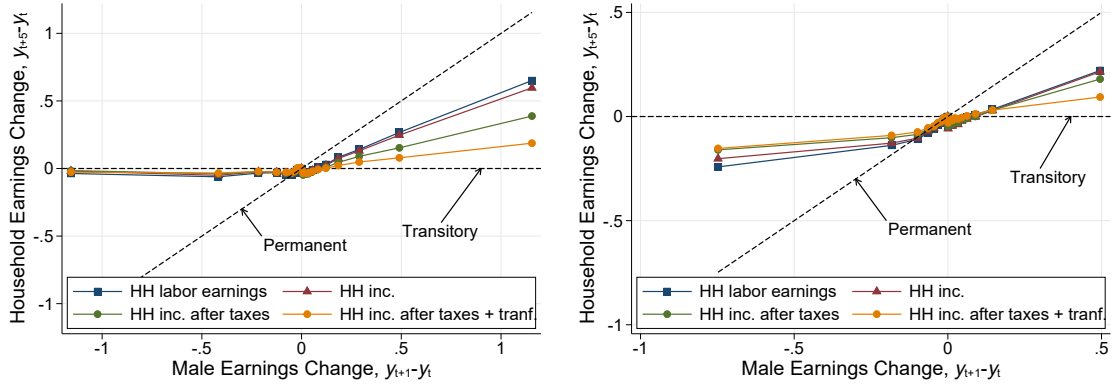 Household Earnings Change, yt+5-yt
1
.5
0
-.5
-1
Permanent
Transitory
HH labor earnings
HH inc.
HH inc. after taxes
HH inc. after taxes + tranf.
-1
-.5
0
.5
1
Male Earnings Change, yt+1-yt
Household Earnings Change, yt+5-yt
.5
0
-.5
-1
Transitory
Permanent
HH labor earnings
HH inc.
HH inc. after taxes
HH inc. after taxes + tranf.
-1
-.5
0
.5
Male Earnings Change, yt+1-yt